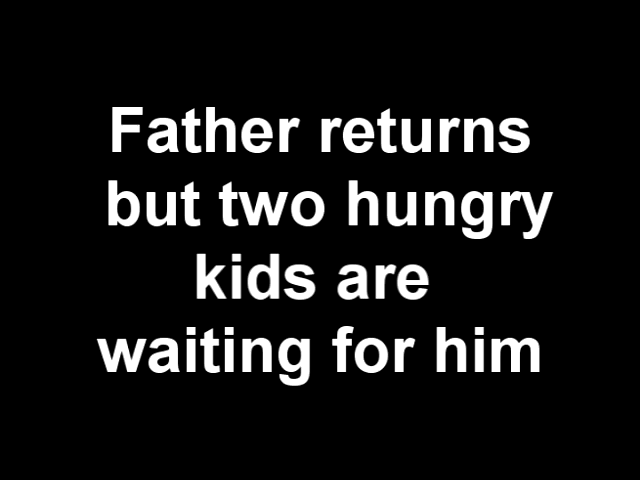 Father returns
but two hungry
kids are
waiting for him